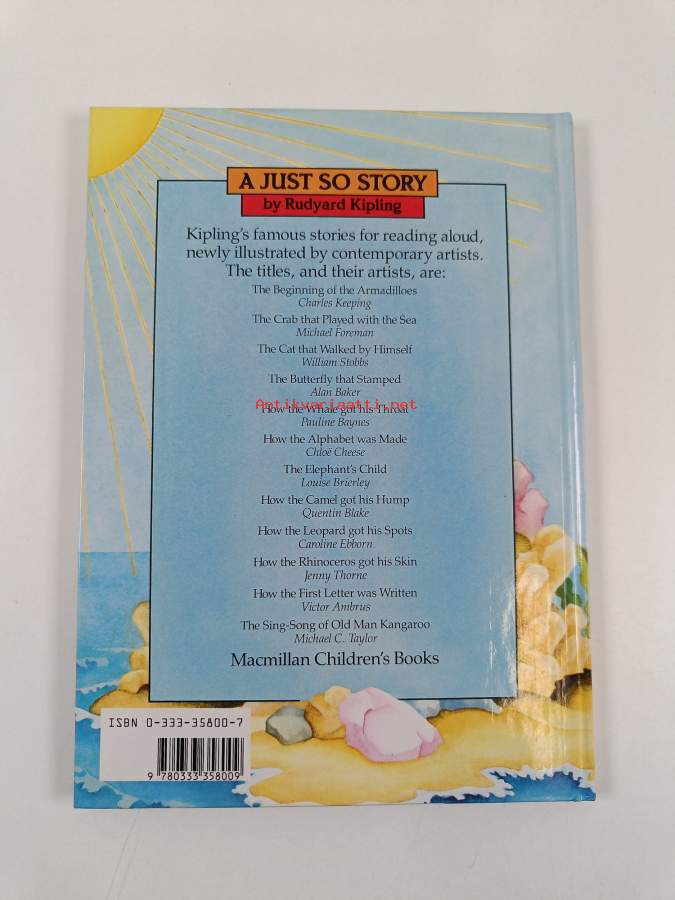 A JUST SO STORY
by Rudyard Kipling
Kipling's famous stories for reading aloud,
newly illustrated by contemporary artists.
The titles, and their artists, are:
The Beginning of the Armadilloes
Charles Keeping
The Crab that Played with the Sea
Michael Foreman
The Cat that Walked by Himself
William Stobbs
The Butterfly that Stamped
Alan Baker
Antikvariaatti.net
How the Whale got his Throat
Pauline Baynes
How the Alphabet was Made
Chloë Cheese
The Elephant's Child
Louise Brierley
How the Camel got his Hump
Quentin Blake
How the Leopard got his Spots
Caroline Ebborn
How the Rhinoceros got his Skin
Jenny Thorne
How the First Letter was Written
Victor Ambrus
The Sing-Song of Old Man Kangaroo
Michael C. Taylor
Macmillan Children's Books
ISBN 0-333-35800-7
9 780333 358009